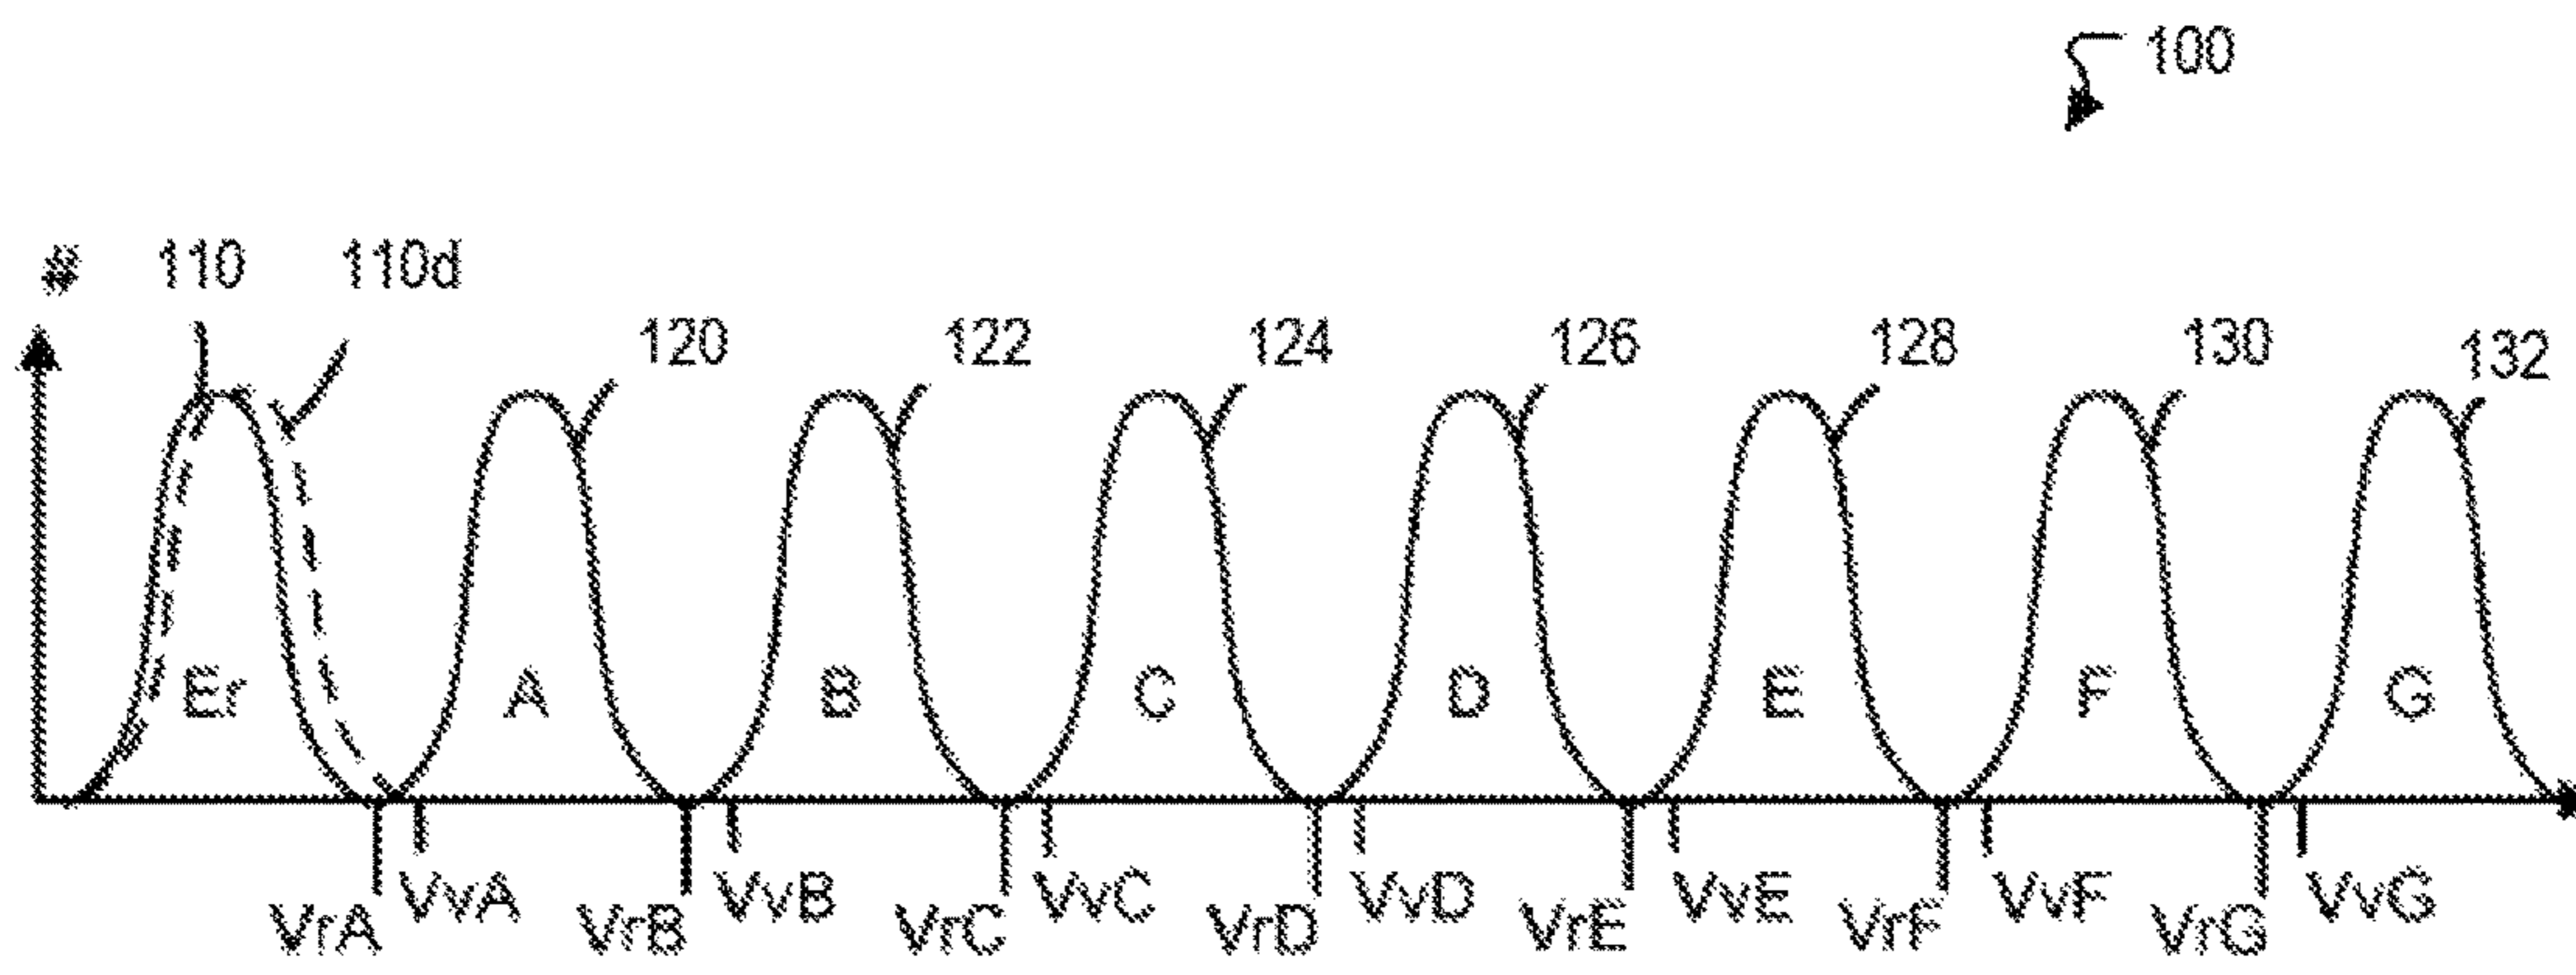 100
# 110 110d
120 122 124 126 128 130 132
Er A B C D E F G
VrA VvA VrB VvB VrC VvC VrD VvD VrE VvE VrF VvF VrG VvG